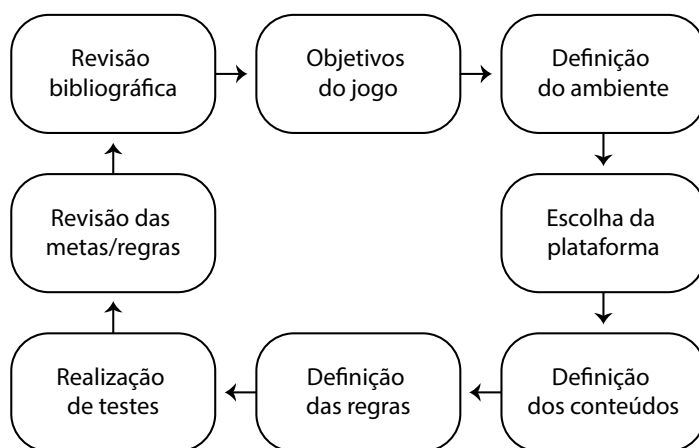 Revisão
bibliográfica
Objetivos
do jogo
Definição
do ambiente
Revisão das
metas/regras
Escolha da
plataforma
Realização
de testes
Definição
das regras
Definição
dos conteúdos